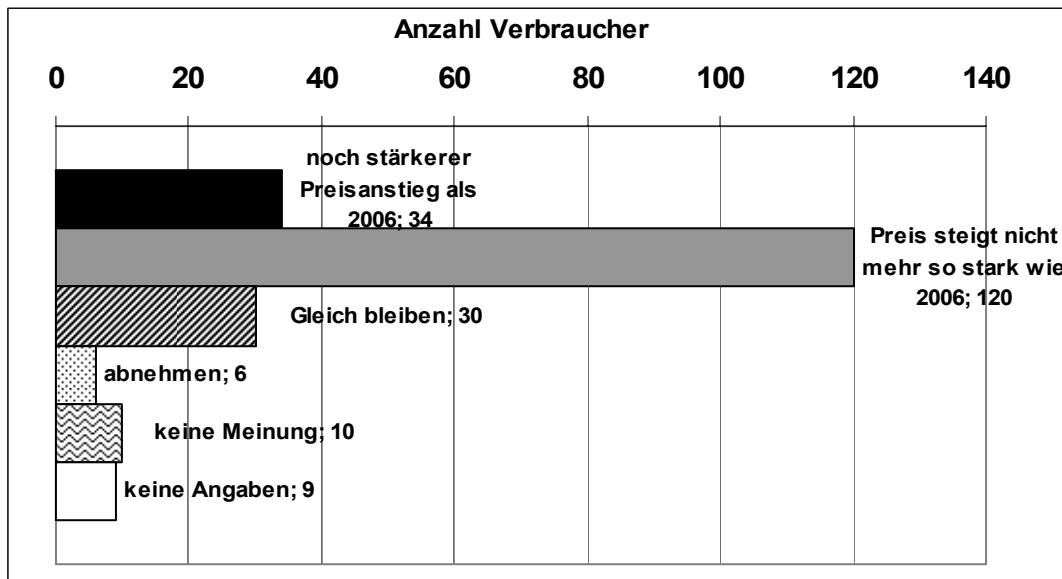 Anzahl Verbraucher
0 20 40 60 80 100 120 140
noch stärkerer
Preisanstieg als
2006; 34
Preis steigt nicht
mehr so stark wie
2006; 120
Gleich bleiben; 30
abnehmen; 6
keine Meinung; 10
keine Angaben; 9